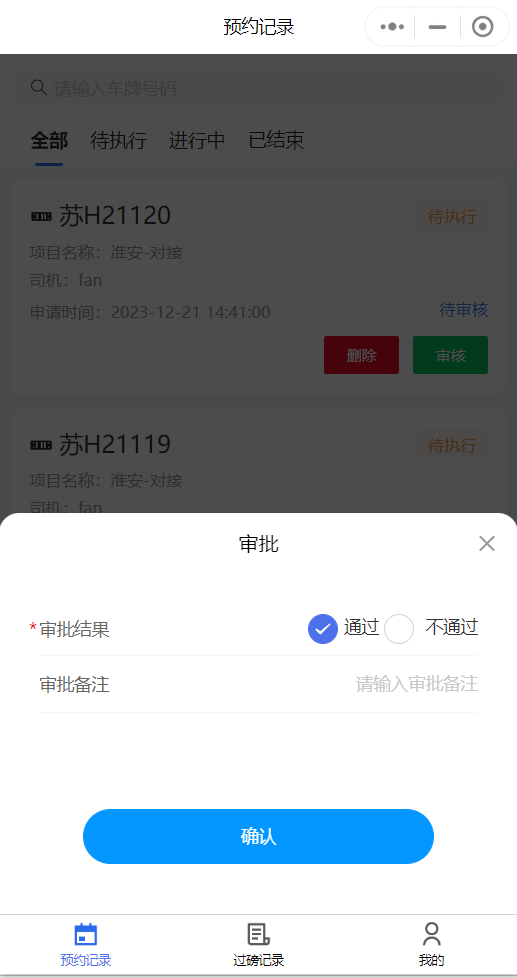 预约记录
请输入车牌号码
全部 待执行 进行中 已结束
苏H21120 待执行
项目名称：淮安-对接
司机：fan
申请时间：2023-12-21 14:41:00 待审核
删除 审核
苏H21119 待执行
项目名称：淮安-对接
司机：fan
审批
*审批结果 通过 不通过
审批备注 请输入审批备注
确认
预约记录 过磅记录 我的